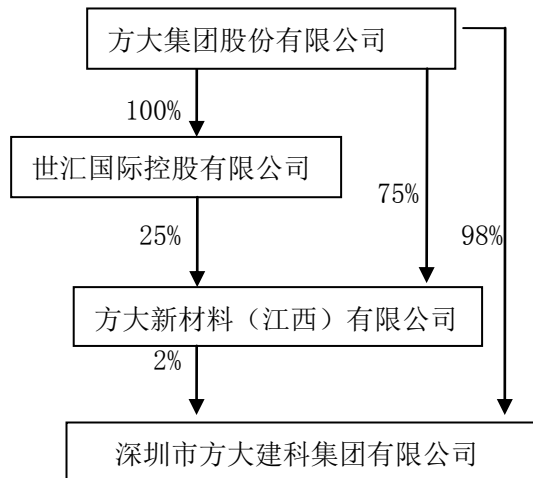 方大集团股份有限公司
100%
世汇国际控股有限公司
75%
25%
98%
方大新材料（江西）有限公司
2%
深圳市方大建科集团有限公司